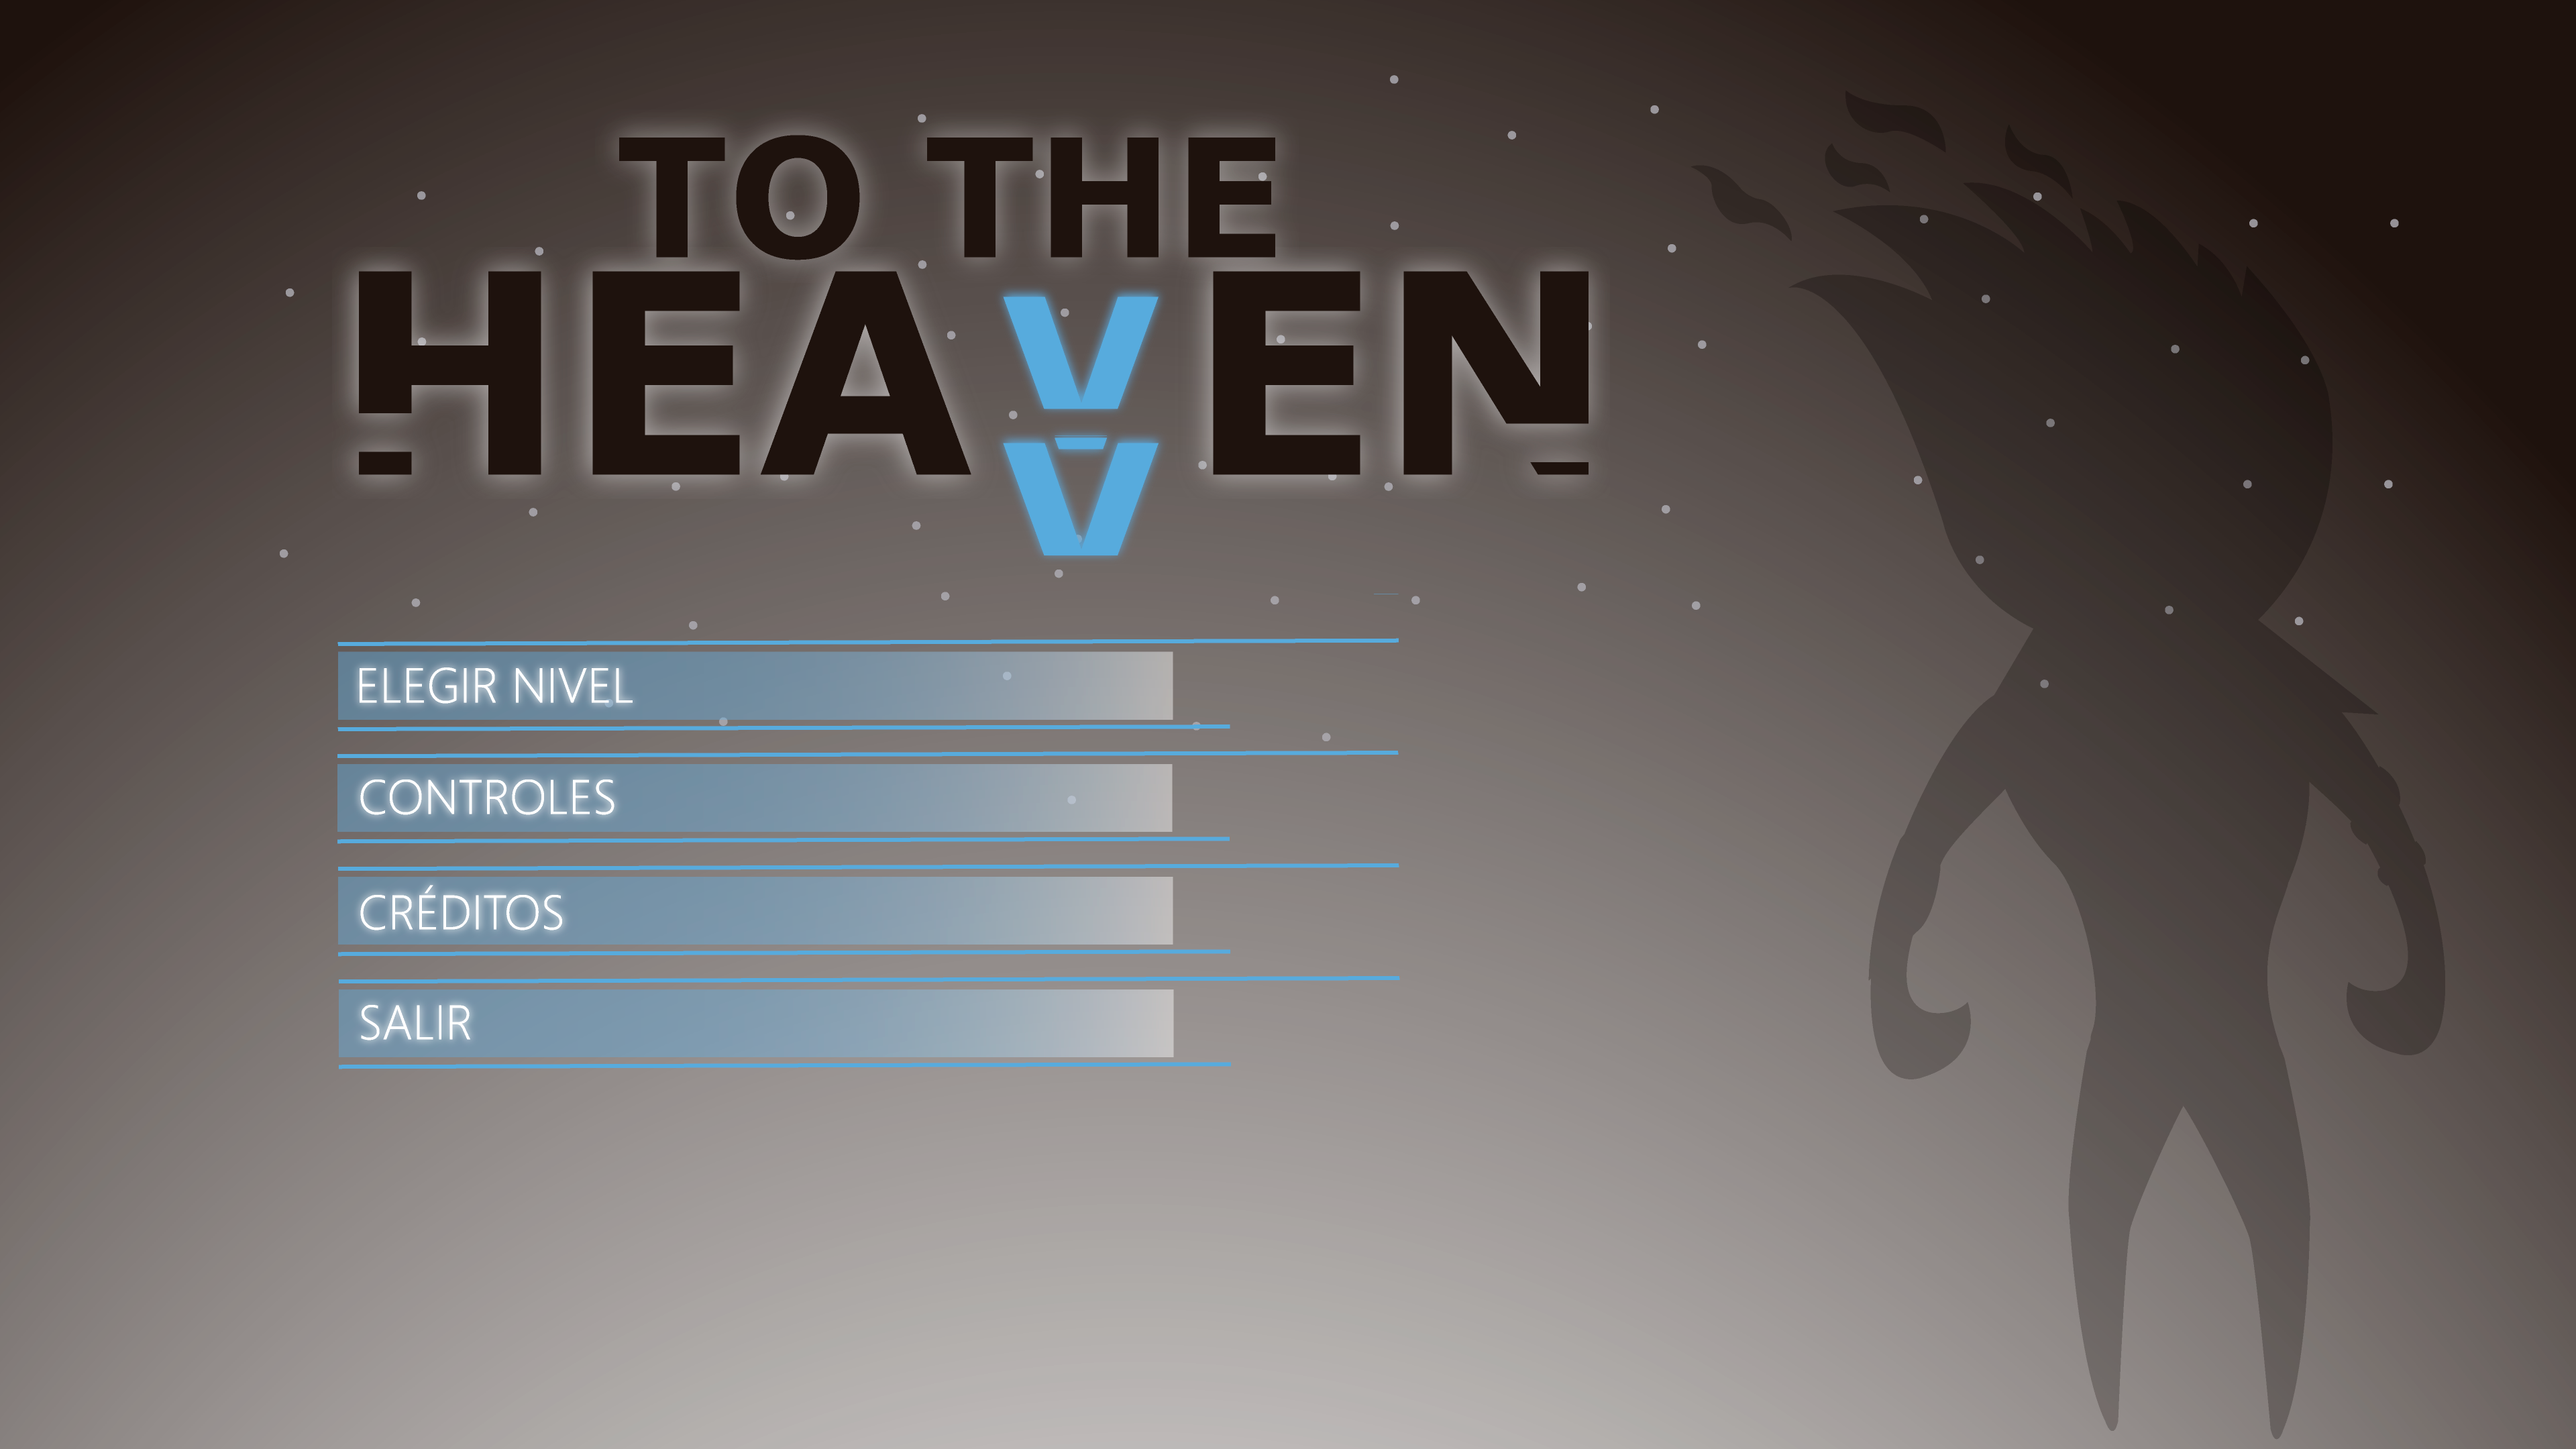 TO THE
HEAVEN
ELEGIR NIVEL
CONTROLES
CRÉDITOS
SALIR